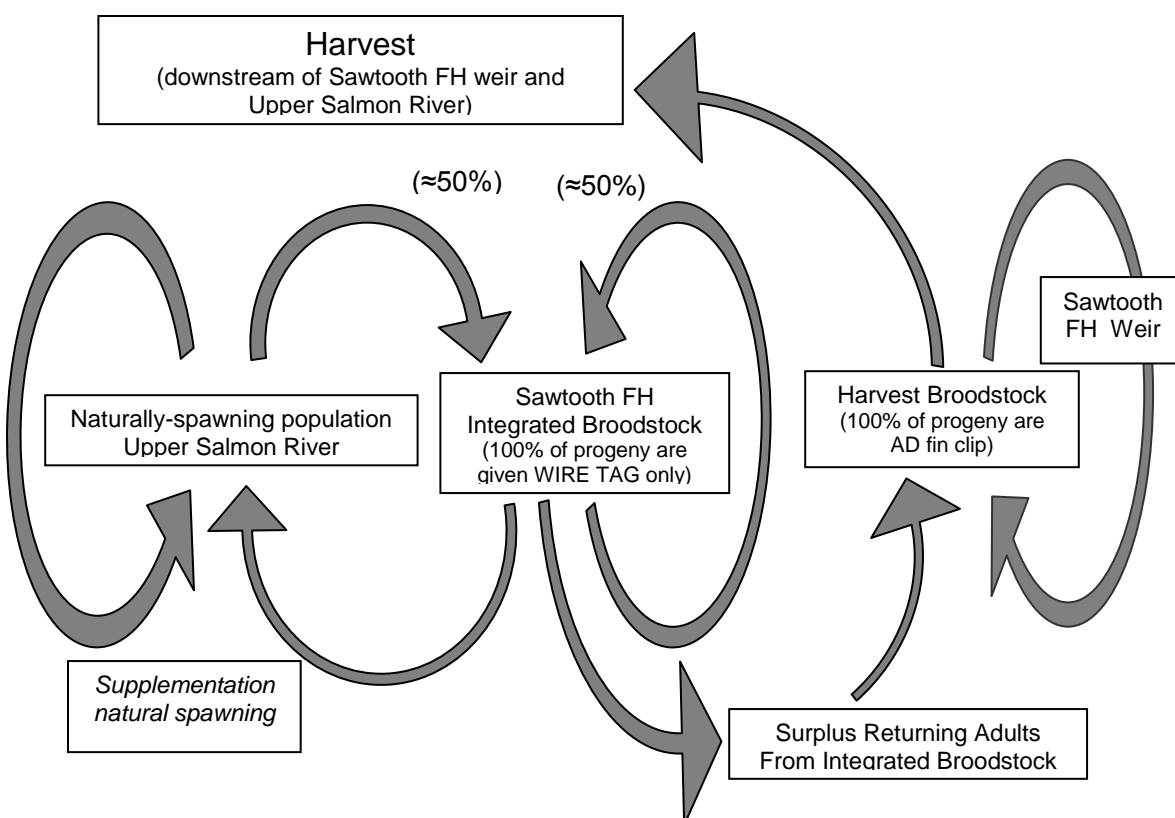 Harvest
(downstream of Sawtooth FH weir and
Upper Salmon River)
(≈50%)
(≈50%)
Sawtooth
FH Weir
Naturally-spawning population
Upper Salmon River
Sawtooth FH
Integrated Broodstock
(100% of progeny are
given WIRE TAG only)
Harvest Broodstock
(100% of progeny are
AD fin clip)
Supplementation
natural spawning
Surplus Returning Adults
From Integrated Broodstock